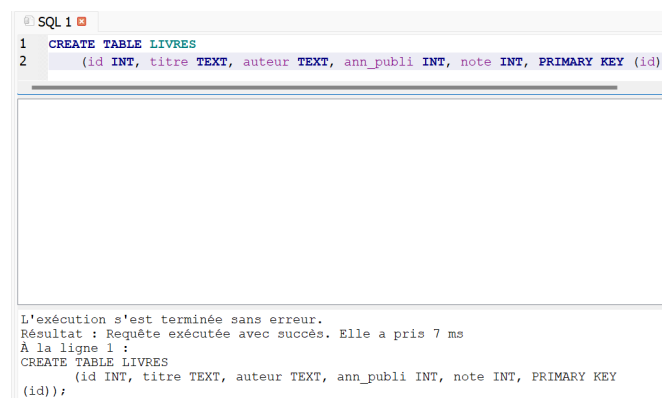 SQL 1
1 CREATE TABLE LIVRES
2 (id INT, titre TEXT, auteur TEXT, ann_publi INT, note INT, PRIMARY KEY (id)
L'exécution s'est terminée sans erreur.
Résultat : Requête exécutée avec succès. Elle a pris 7 ms
À la ligne 1 :
CREATE TABLE LIVRES
(id INT, titre TEXT, auteur TEXT, ann_publi INT, note INT, PRIMARY KEY
(id));